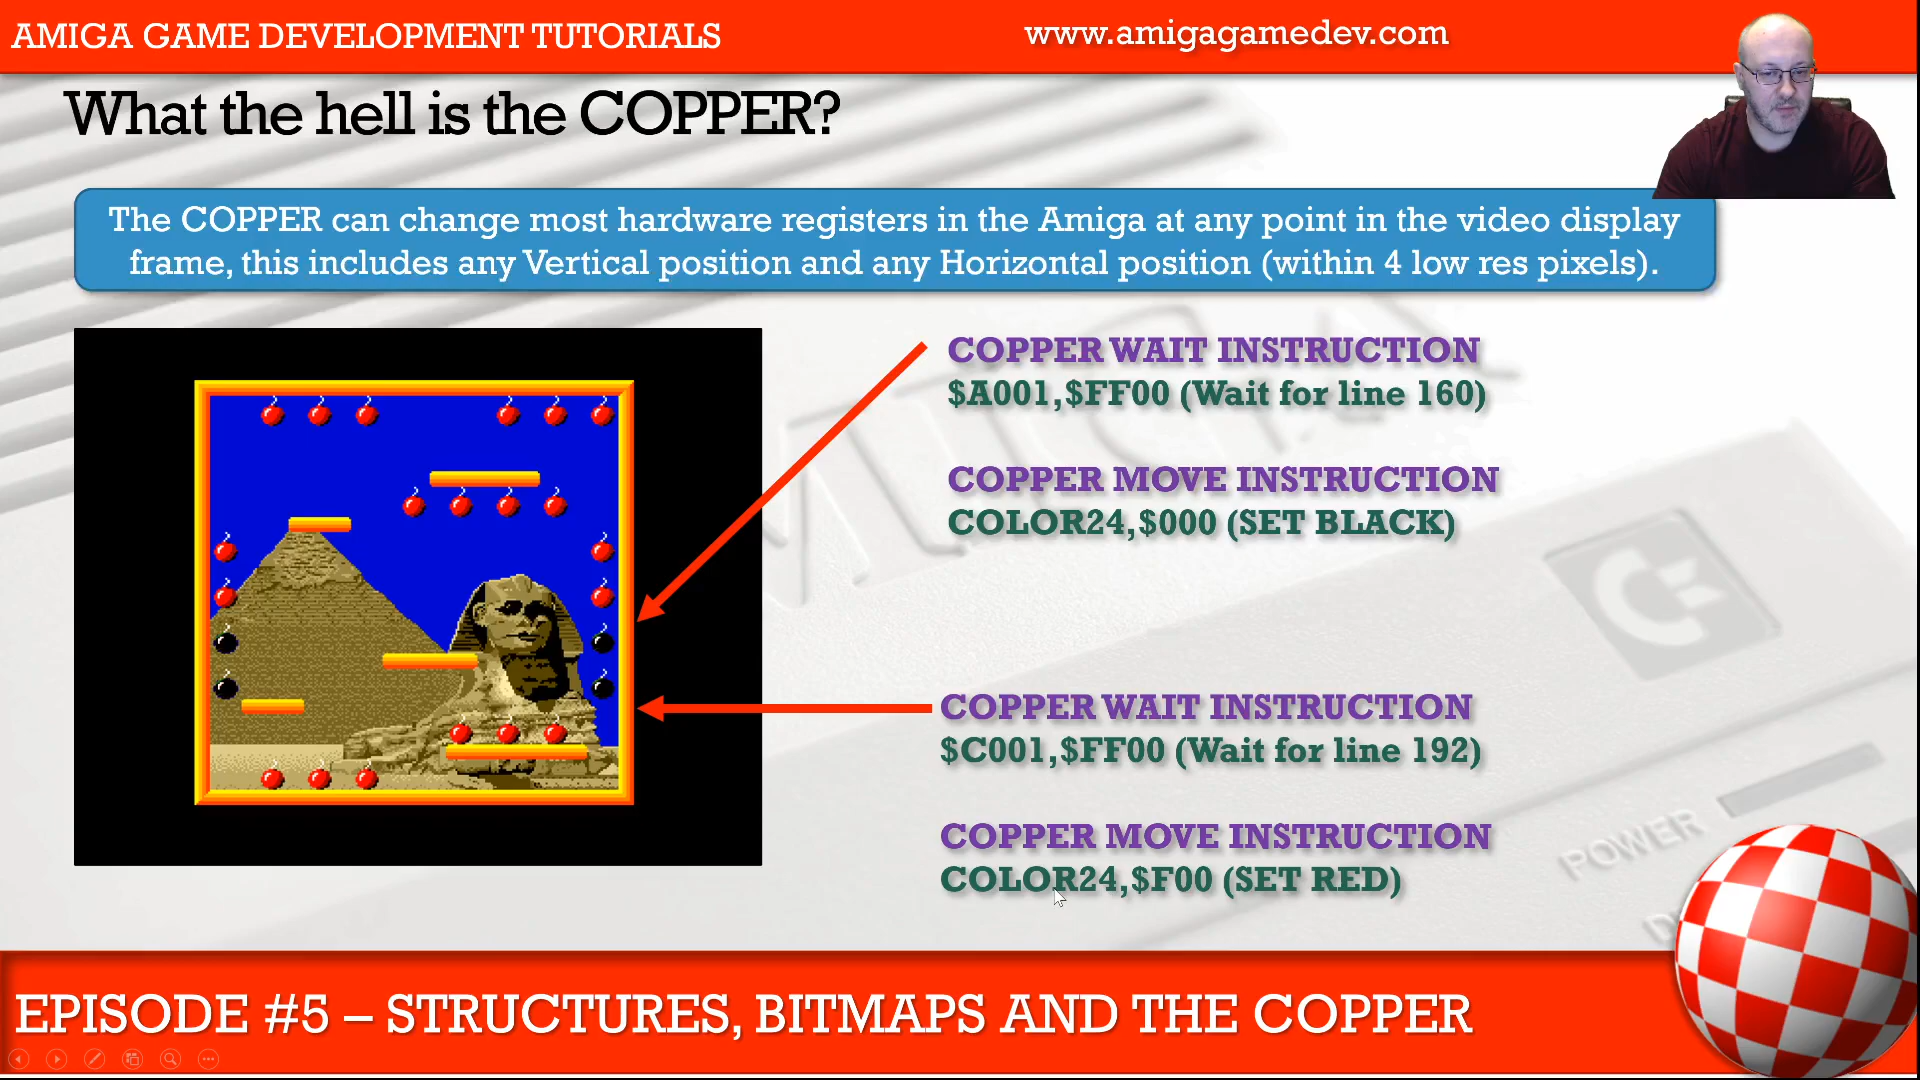 AMIGA GAME DEVELOPMENT TUTORIALS
www.amigagamedev.com
What the hell is the COPPER?
The COPPER can change most hardware registers in the Amiga at any point in the video display
frame, this includes any Vertical position and any Horizontal position (within 4 low res pixels).
COPPER WAIT INSTRUCTION
$A001,$FF00 (Wait for line 160)
COPPER MOVE INSTRUCTION
COLOR24,$000 (SET BLACK)
COPPER WAIT INSTRUCTION
$C001,$FF00 (Wait for line 192)
COPPER MOVE INSTRUCTION
COLOR24,$F00 (SET RED)
AMIGA
POWER
EPISODE #5 – STRUCTURES, BITMAPS AND THE COPPER